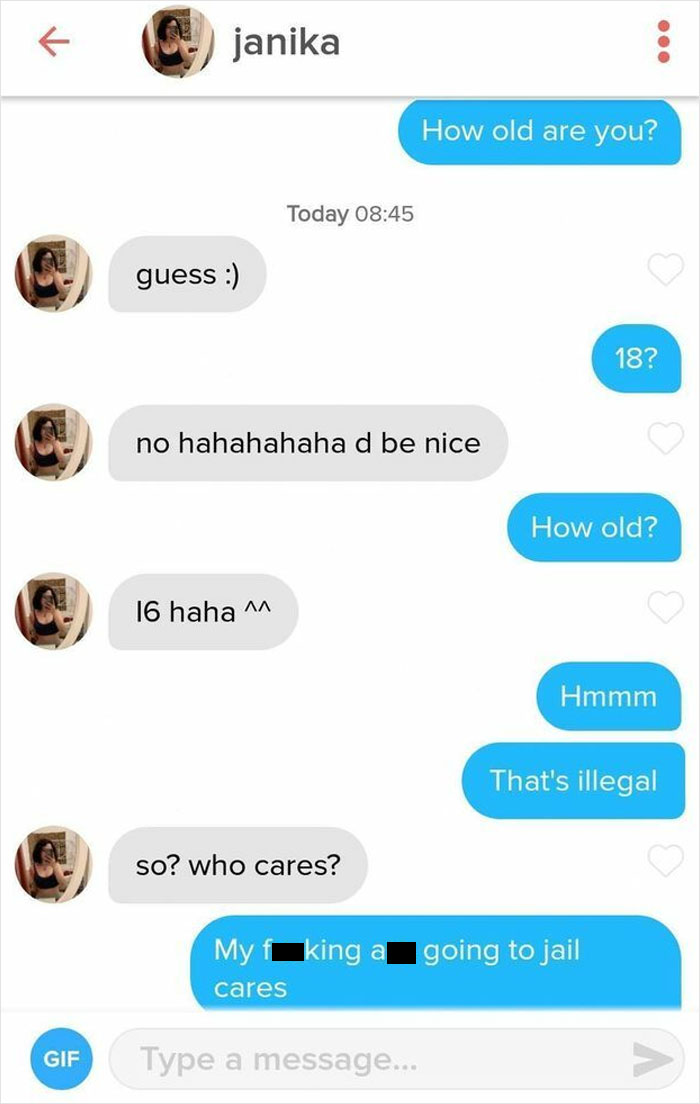 janika
How old are you?
Today 08:45
guess :)
18?
no hahahahaha d be nice
How old?
16 haha ^^
Hmmm
That's illegal
so? who cares?
My f king a going to jail
cares
GIF
Type a message...